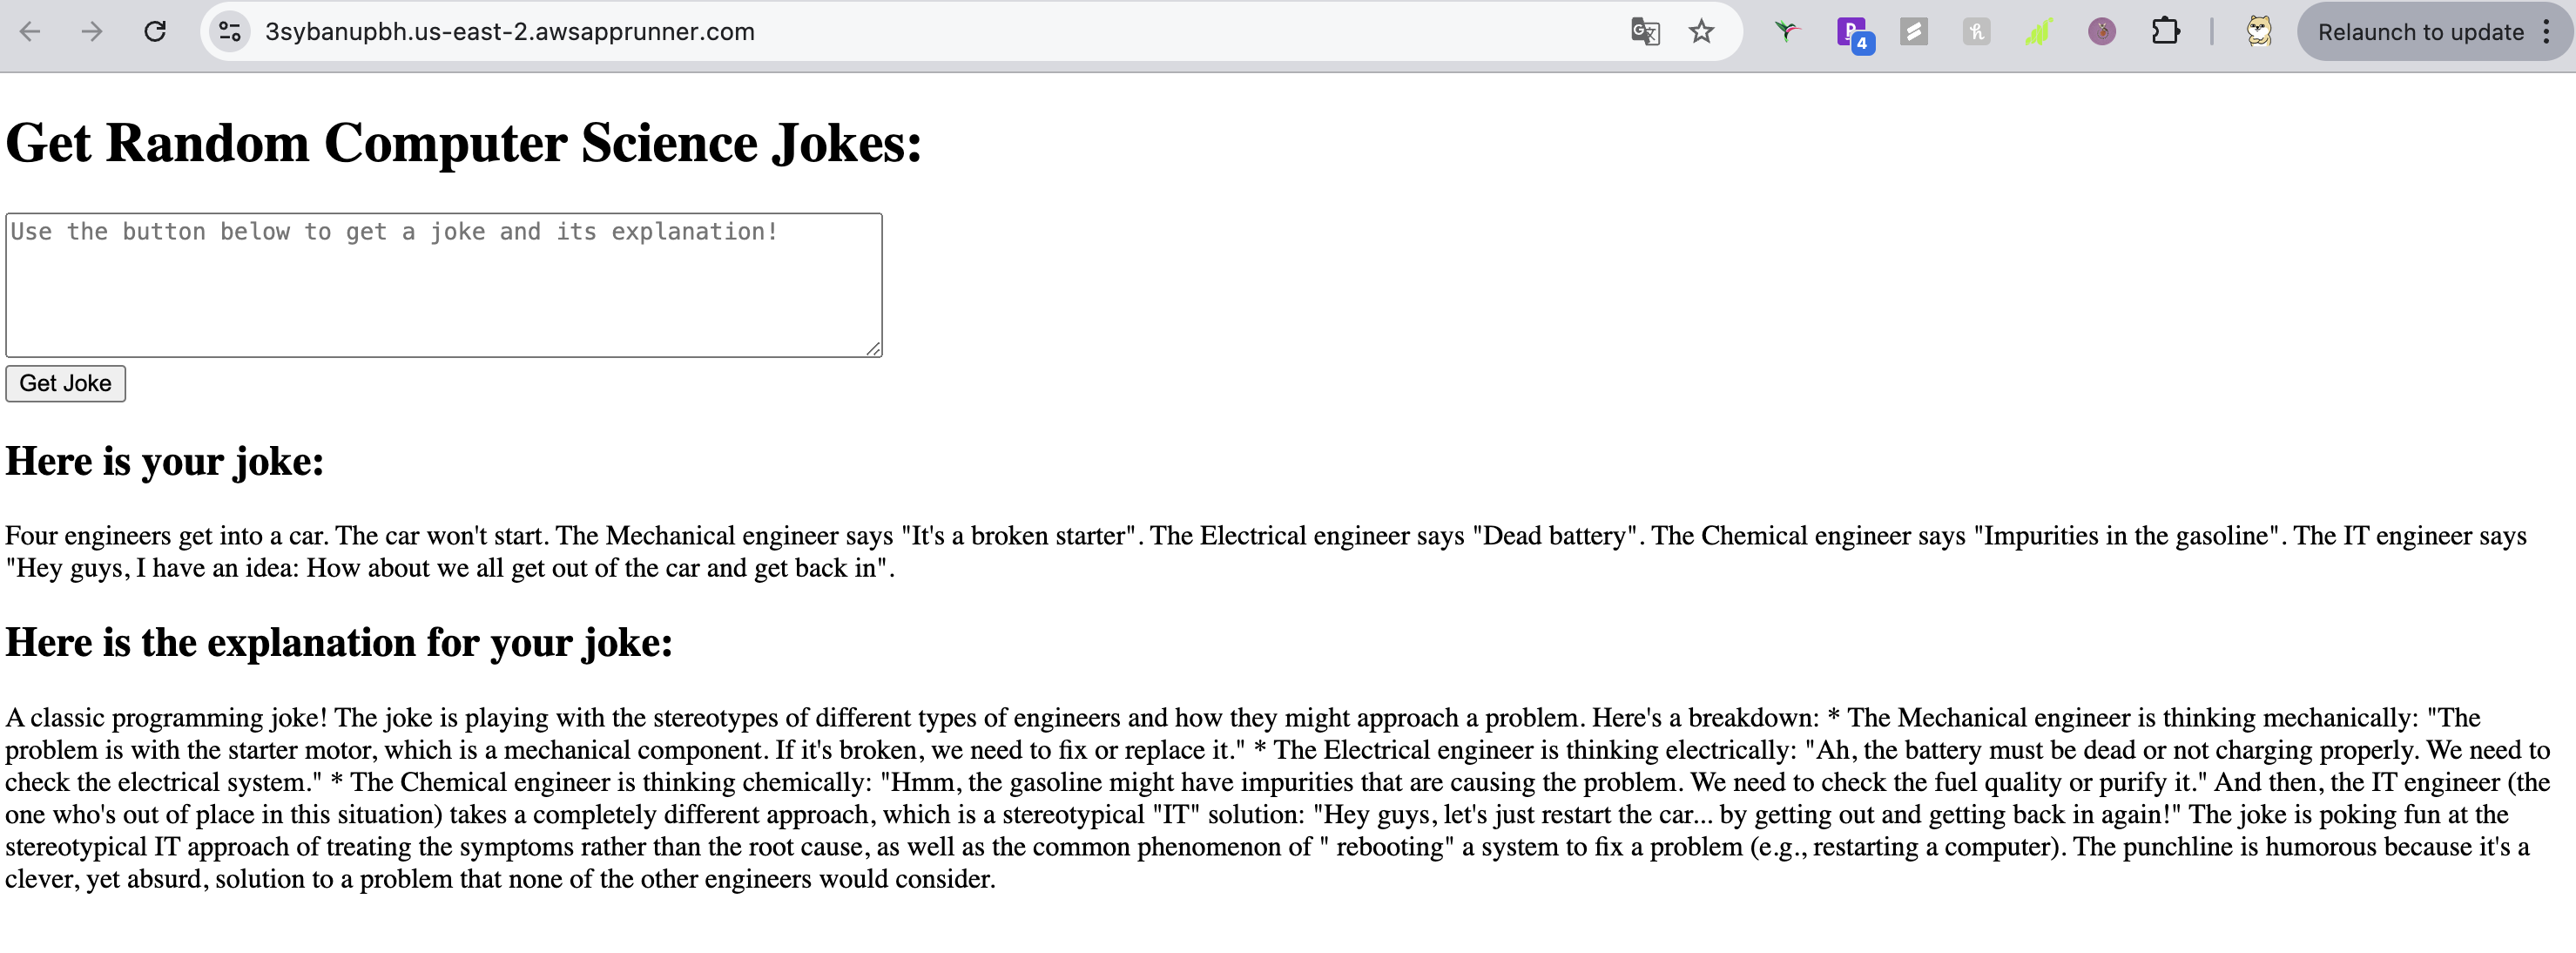 3sybanupbh.us-east-2.awsapprunner.com
4
Relaunch to update
Get Random Computer Science Jokes:
Use the button below to get a joke and its explanation!
Get Joke
Here is your joke:
Four engineers get into a car. The car won't start. The Mechanical engineer says "It's a broken starter". The Electrical engineer says "Dead battery". The Chemical engineer says "Impurities in the gasoline". The IT engineer says
"Hey guys, I have an idea: How about we all get out of the car and get back in".
Here is the explanation for your joke:
A classic programming joke! The joke is playing with the stereotypes of different types of engineers and how they might approach a problem. Here's a breakdown: * The Mechanical engineer is thinking mechanically: "The
problem is with the starter motor, which is a mechanical component. If it's broken, we need to fix or replace it." * The Electrical engineer is thinking electrically: "Ah, the battery must be dead or not charging properly. We need to
check the electrical system." * The Chemical engineer is thinking chemically: "Hmm, the gasoline might have impurities that are causing the problem. We need to check the fuel quality or purify it." And then, the IT engineer (the
one who's out of place in this situation) takes a completely different approach, which is a stereotypical "IT" solution: "Hey guys, let's just restart the car... by getting out and getting back in again!" The joke is poking fun at the
stereotypical IT approach of treating the symptoms rather than the root cause, as well as the common phenomenon of " rebooting" a system to fix a problem (e.g., restarting a computer). The punchline is humorous because it's a
clever, yet absurd, solution to a problem that none of the other engineers would consider.